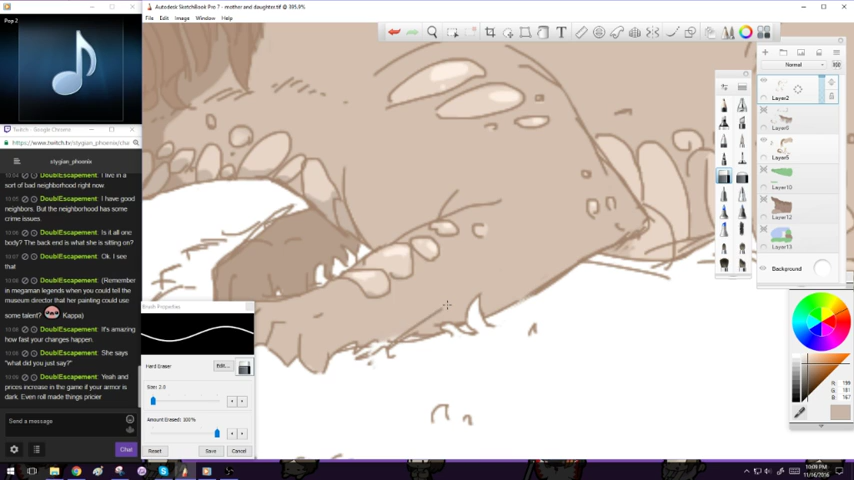 Pop 2
Autodesk SketchBook Pro 7 - mother and daughter.tif @ 395.0%
File Edit Image Window Help
Twitch - Google Chrome
https://www.twitch.tv/stygian_phoenix/cha
stygian_phoenix
DoublEscapement: I live in a
sort of bad neighborhood right now
DoublEscapement: I have good
neighbors. But the neighborhood has some
crime issues
DoublEscapement: Is it all one
body? The back end is what she is sitting on?
DoublEscapement: Ok. I see
that
DoublEscapement: (Remember
in megaman legends when you could tell the
museum director that her painting could use
some talent? Kappa)
DoublEscapement: It's amazing
how fast your changes happen.
DoublEscapement: She says
"what did you just say?"
DoublEscapement: Yeah and
prices increase in the game if your armor is
dark. Even roll made things pricier
Send a message
Chat
Brush Properties
Hard Eraser
Edit...
Size: 2.0
Amount Erased: 100%
Reset
Save
Cancel
Normal
Layer2
Layer6
Layer5
Layer10
Layer12
Layer13
Background
R: 199
G: 181
B: 167
10:09 PM
11/16/2016